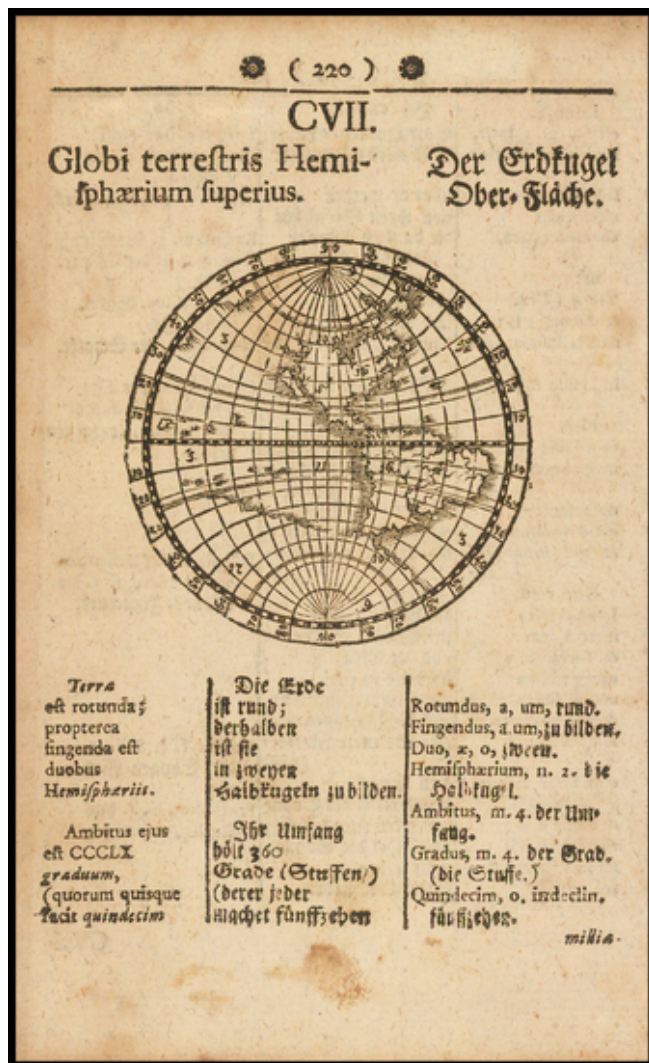 ( 220 )
CVII.
Globi terreſtris Hemi-
ſphærium ſuperius.
Der Erdkugel
Ober-Fläche.
Terra
eſt rotunda;
propterea
fingenda eſt
duobus
Hemiſphæriis.
Ambitus ejus
eſt CCCLX
graduum,
(quorum quisque
facit quindecim
Die Erde
iſt rund;
derhalben
iſt ſie
in zweyen
Halbkugeln zu bilden.
Ihr Umfang
hölt 360
Grade (Stuffen/)
(derer jeder
machet fünffzehen
Rotundus, a, um, rund.
Fingendus, a um, zu bilden.
Duo, æ, o, zween.
Hemiſphærium, n. 2. die
Halbkugel.
Ambitus, m. 4. der Um-
fang.
Gradus, m. 4. der Grad.
(die Stuffe.)
Quindecim, o. indeclin.
fünffzehen.
millia-